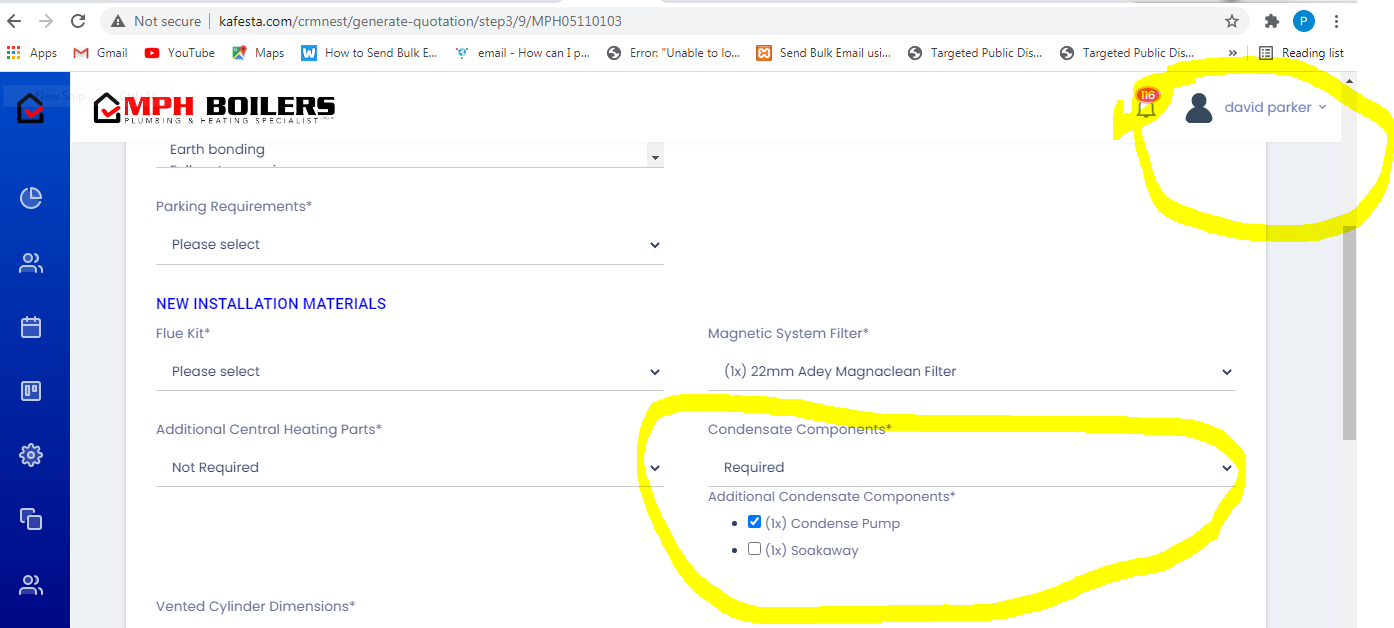 Not secure | kafesta.com/crmnest/generate-quotation/step3/9/MPH05110103
P
Apps Gmail YouTube Maps How to Send Bulk E... email - How can I p... Error: "Unable to lo... Send Bulk Email usi... Targeted Public Dis... Targeted Public Dis... » Reading list
New Snip
MPH BOILERS
PLUMBING & HEATING SPECIALIST
116
david parker
Earth bonding
Parking Requirements*
Please select
NEW INSTALLATION MATERIALS
Flue Kit* Magnetic System Filter*
Please select (1x) 22mm Adey Magnaclean Filter
Additional Central Heating Parts* Condensate Components*
Not Required Required
Additional Condensate Components*
(1x) Condense Pump
(1x) Soakaway
Vented Cylinder Dimensions*